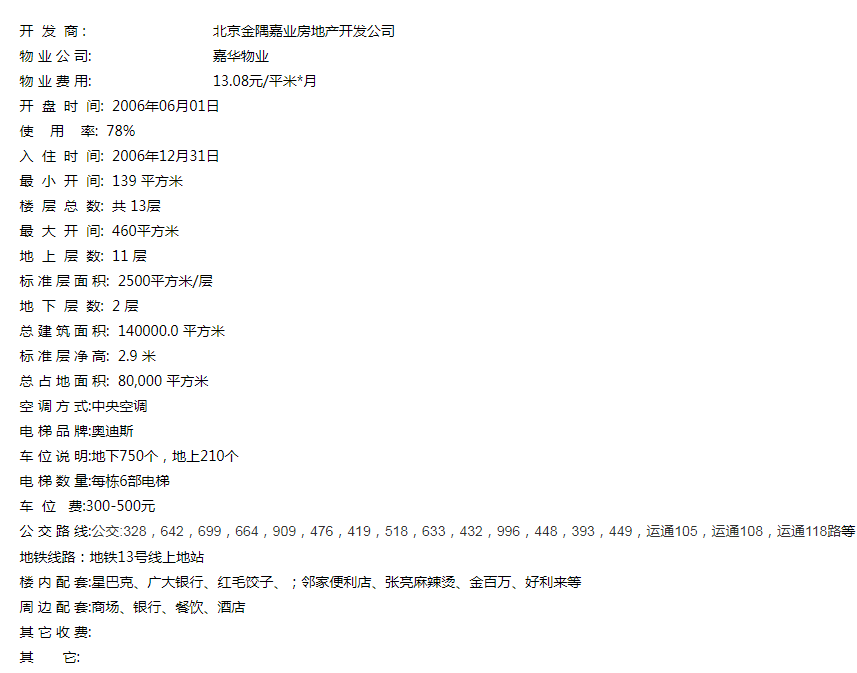 开 发 商 : 北京金隅嘉业房地产开发公司
物 业 公 司: 嘉华物业
物 业 费 用: 13.08元/平米*月
开 盘 时 间: 2006年06月01日
使 用 率: 78%
入 住 时 间: 2006年12月31日
最 小 开 间: 139 平方米
楼 层 总 数: 共 13层
最 大 开 间: 460平方米
地 上 层 数: 11 层
标 准 层 面 积: 2500平方米/层
地 下 层 数: 2 层
总 建 筑 面 积: 140000.0 平方米
标 准 层 净 高: 2.9 米
总 占 地 面 积: 80,000 平方米
空 调 方 式:中央空调
电 梯 品 牌:奥迪斯
车 位 说 明:地下750个，地上210个
电 梯 数 量:每栋6部电梯
车 位 费:300-500元
公 交 路 线:公交:328，642，699，664，909，476，419，518，633，432，996，448，393，449，运通105，运通108，运通118路等
地铁线路：地铁13号线上地站
楼 内 配 套:星巴克、广大银行、红毛饺子、；邻家便利店、张亮麻辣烫、金百万、好利来等
周 边 配 套:商场、银行、餐饮、酒店
其 它 收 费:
其 它: